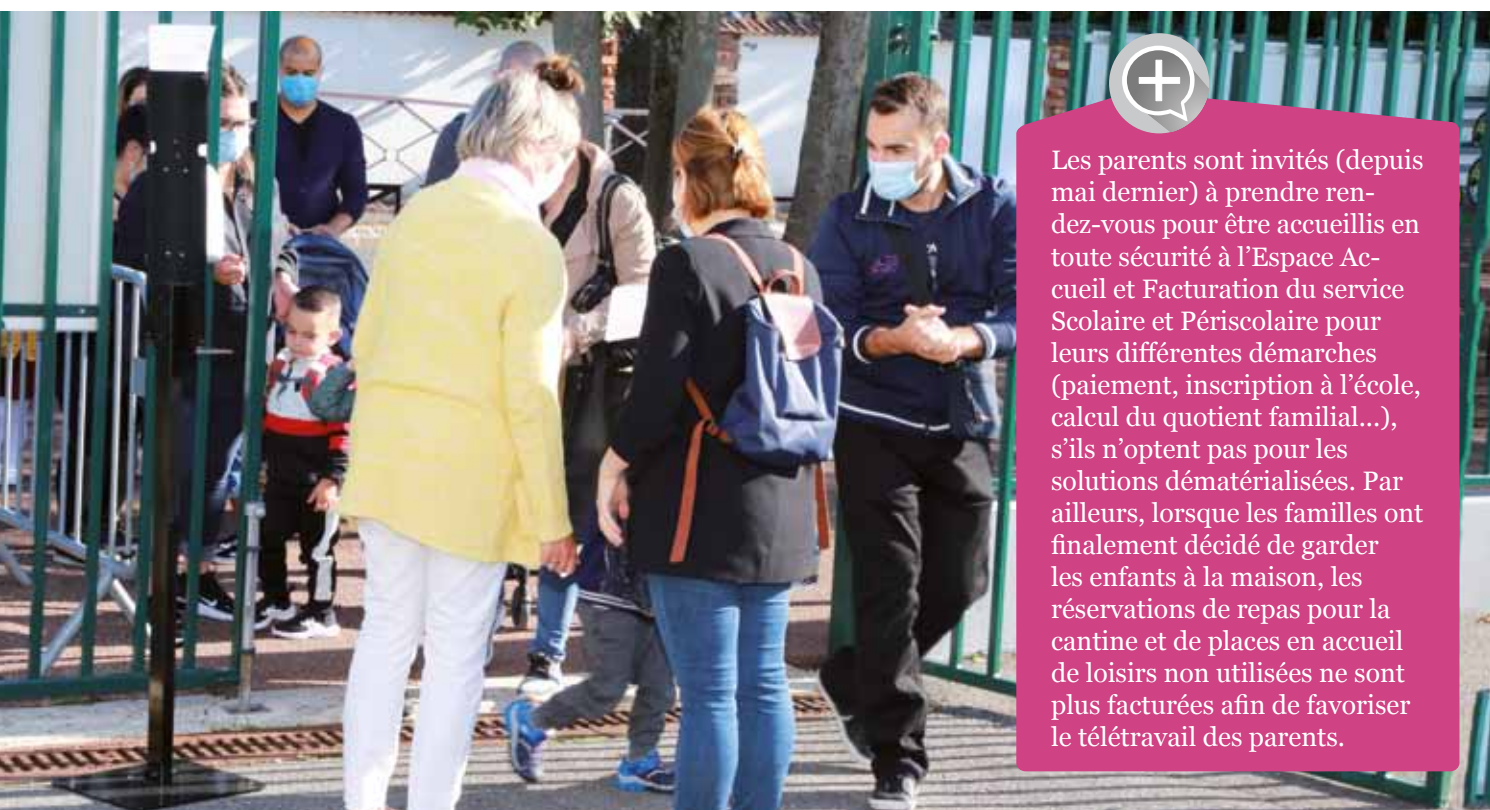 Les parents sont invités (depuis
mai dernier) à prendre ren-
dez-vous pour être accueillis en
toute sécurité à l’Espace Ac-
cueil et Facturation du service
Scolaire et Périscolaire pour
leurs différentes démarches
(paiement, inscription à l’école,
calcul du quotient familial...),
s’ils n’optent pas pour les
solutions dématérialisées. Par
ailleurs, lorsque les familles ont
finalement décidé de garder
les enfants à la maison, les
réservations de repas pour la
cantine et de places en accueil
de loisirs non utilisées ne sont
plus facturées afin de favoriser
le télétravail des parents.